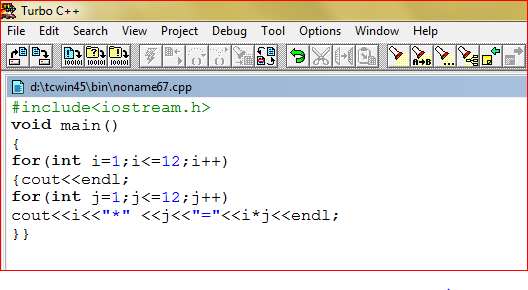 Turbo C++
File Edit Search View Project Debug Tool Options Window Help
d:\tcwin45\bin\noname67.cpp
#include<iostream.h>
void main()
{
for(int i=1;i<=12;i++)
{cout<<endl;
for(int j=1;j<=12;j++)
cout<<i<<"*" <<j<<"="<<i*j<<endl;
}}